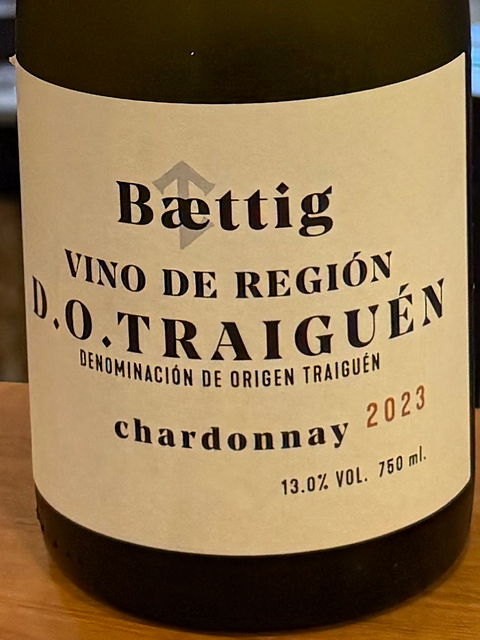 Bættig
VINO DE REGIÓN
D.O.TRAIGUÉN
DENOMINACIÓN DE ORIGEN TRAIGUÉN
chardonnay 2023
13.0% VOL. 750 ml.